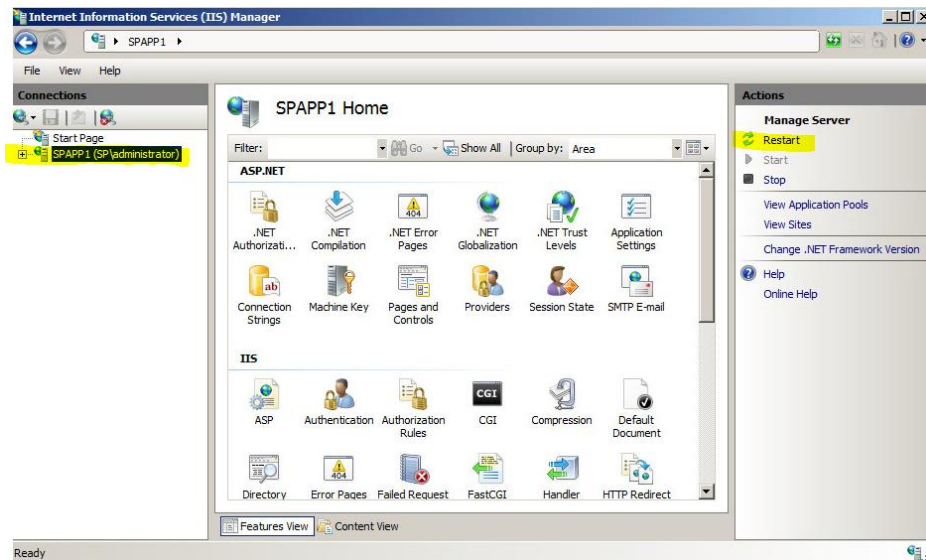 Internet Information Services (IIS) Manager
SPAPP1
File View Help
Connections
Start Page
SPAPP1 (SP\administrator)
SPAPP1 Home
Filter: Go Show All Group by: Area
ASP.NET
.NET Authorizati...
.NET Compilation
.NET Error Pages
.NET Globalization
.NET Trust Levels
Application Settings
Connection Strings
Machine Key
Pages and Controls
Providers
Session State
SMTP E-mail
IIS
ASP
Authentication
Authorization Rules
CGI
Compression
Default Document
Directory
Error Pages
Failed Request
FastCGI
Handler
HTTP Redirect
Features View Content View
Actions
Manage Server
Restart
Start
Stop
View Application Pools
View Sites
Change .NET Framework Version
Help
Online Help
Ready